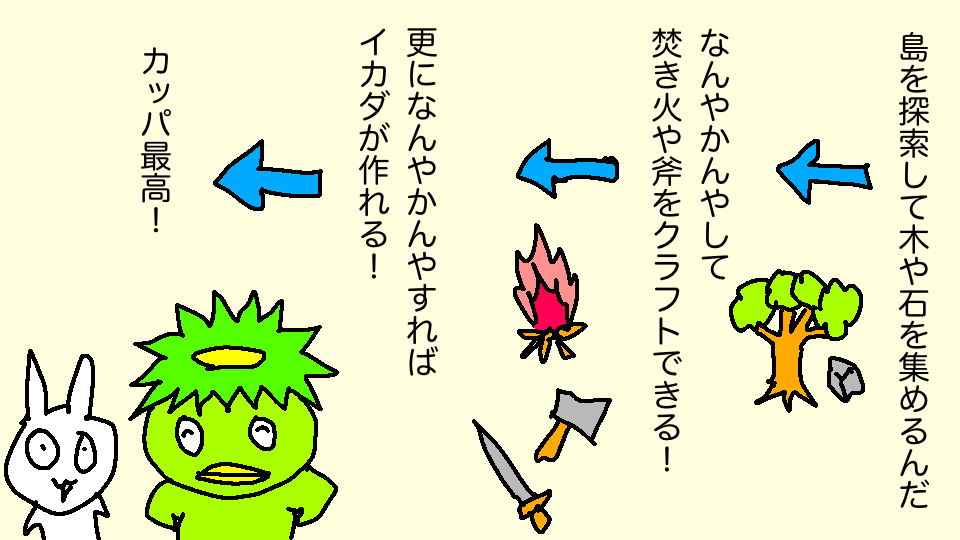 島を探索して木や石を集めるんだ
なんやかんやして
焚き火や斧をクラフトできる！
更になんやかんやすれば
イカダが作れる！
カッパ最高！